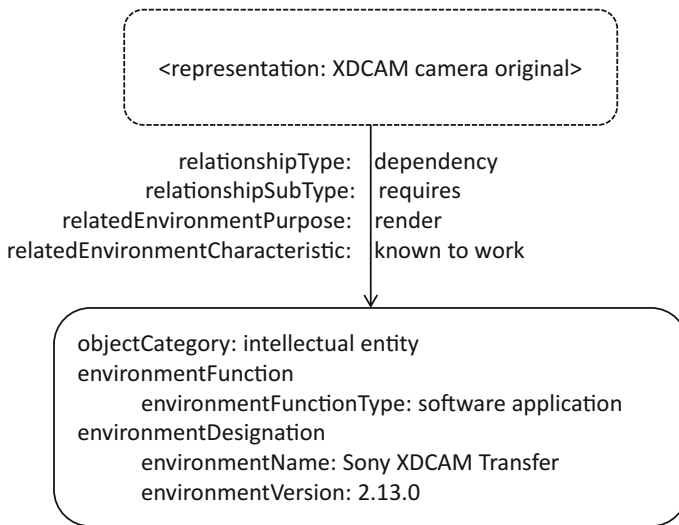 <representation: XDCAM camera original>
relationshipType: dependency
relationshipSubType: requires
relatedEnvironmentPurpose: render
relatedEnvironmentCharacteristic: known to work
objectCategory: intellectual entity
environmentFunction
environmentFunctionType: software application
environmentDesignation
environmentName: Sony XDCAM Transfer
environmentVersion: 2.13.0